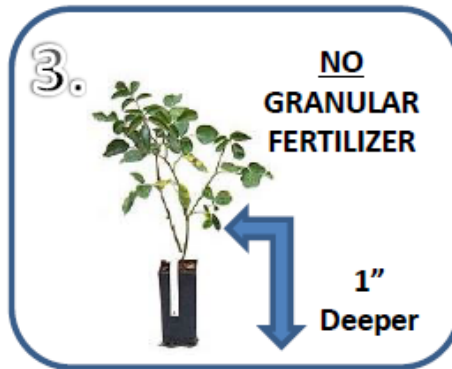 3.
NO
GRANULAR
FERTILIZER
1”
Deeper